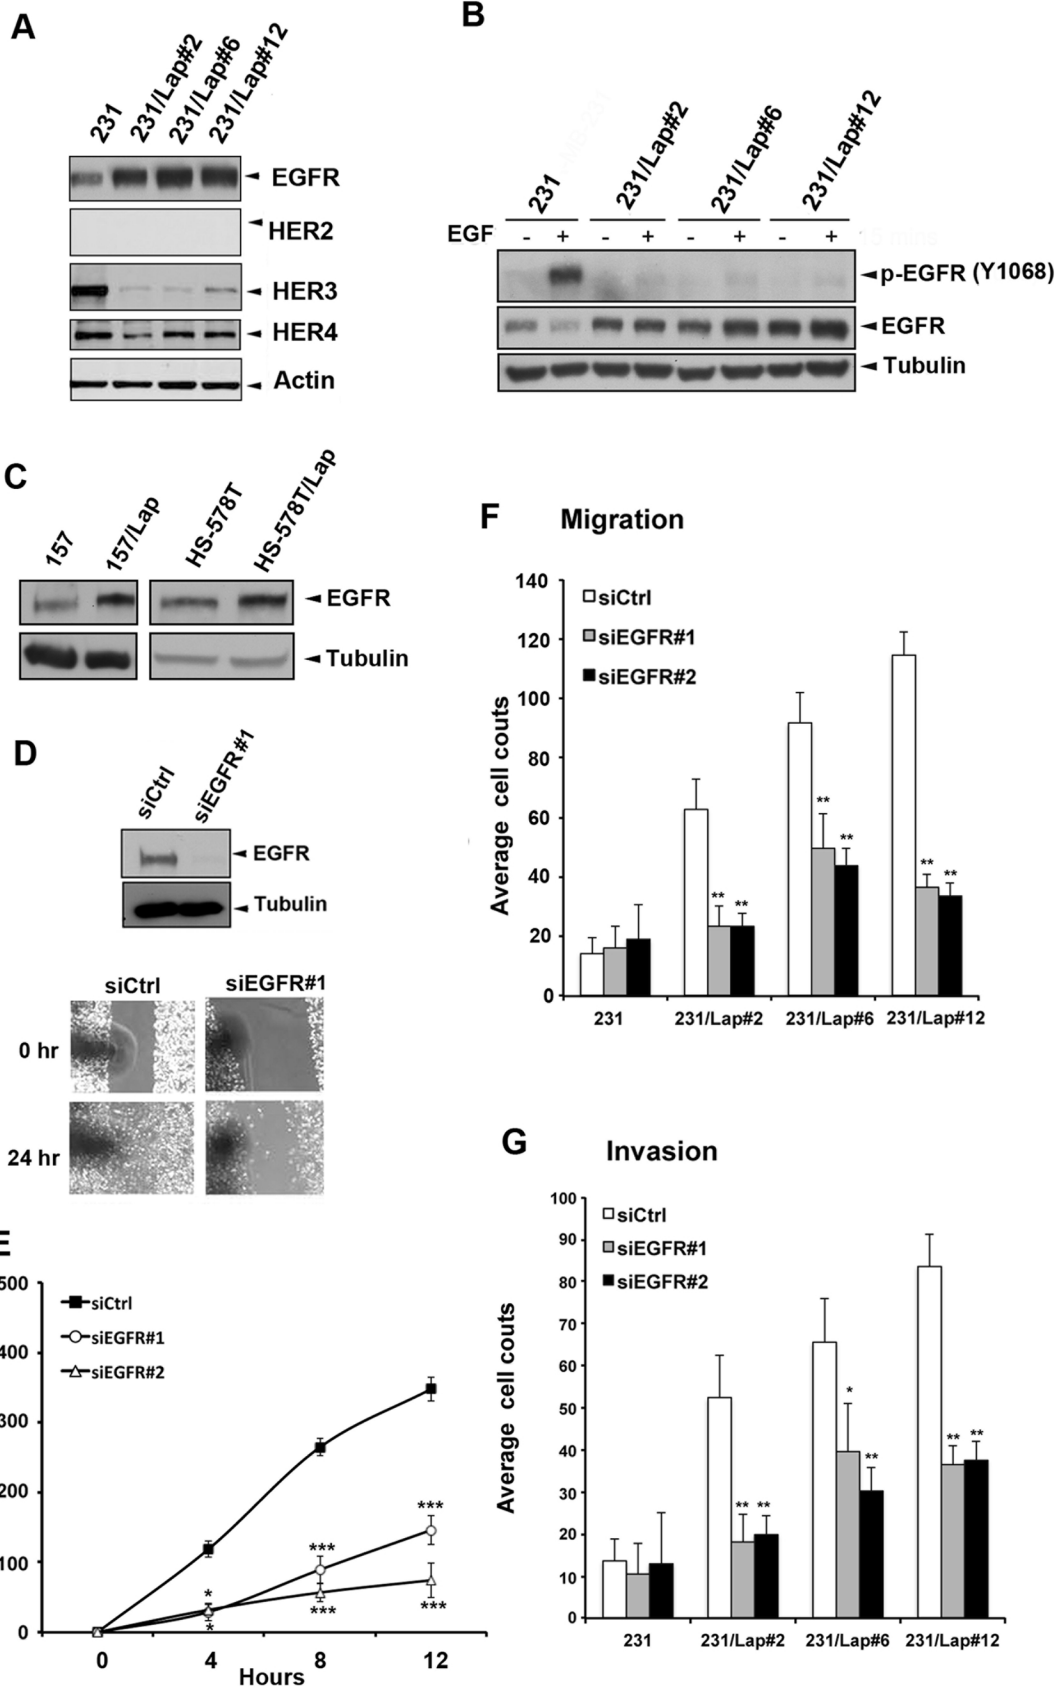 A
231
231/Lap#2
231/Lap#6
231/Lap#12
EGFR
HER2
HER3
HER4
Actin
B
231
231/Lap#2
231/Lap#6
231/Lap#12
EGF - + - + - + - +
p-EGFR (Y1068)
EGFR
Tubulin
C
157
157/Lap
HS-578T
HS-578T/Lap
EGFR
Tubulin
D
siCtrl
siEGFR#1
EGFR
Tubulin
siCtrl siEGFR#1
0 hr
24 hr
E
500
400
300
200
100
0
siCtrl
siEGFR#1
siEGFR#2
*
*
***
***
***
***
0 4 8 12
Hours
F Migration
Average cell couts
140
120
100
80
60
40
20
0
siCtrl
siEGFR#1
siEGFR#2
** **
** **
** **
231 231/Lap#2 231/Lap#6 231/Lap#12
G Invasion
Average cell couts
100
90
80
70
60
50
40
30
20
10
0
siCtrl
siEGFR#1
siEGFR#2
** **
* **
** **
231 231/Lap#2 231/Lap#6 231/Lap#12